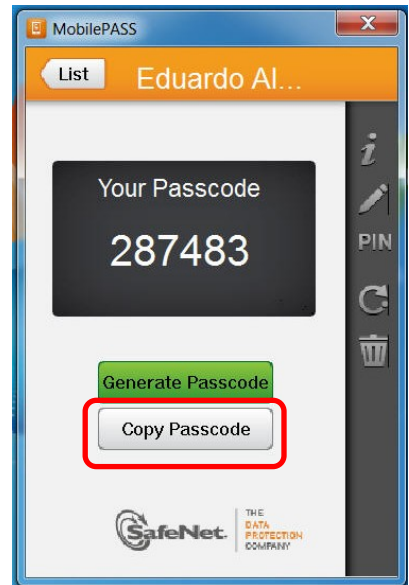 MobilePASS
List
Eduardo Al...
Your Passcode
287483
PIN
Generate Passcode
Copy Passcode
SafeNet.
THE
DATA
PROTECTION
COMPANY